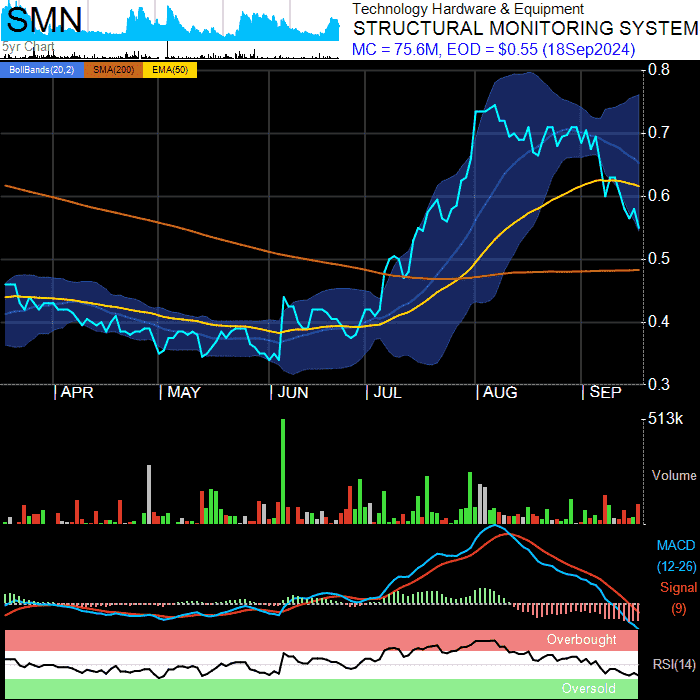 SMN
5yr Chart
Technology Hardware & Equipment
STRUCTURAL MONITORING SYSTEM
MC = 75.6M, EOD = $0.55 (18Sep2024)
BollBands(20,2) SMA(200) EMA(50)
0.8
0.7
0.6
0.5
0.4
0.3
APR MAY JUN JUL AUG SEP
513k
Volume
MACD
(12-26)
Signal
(9)
Overbought
RSI(14)
Oversold